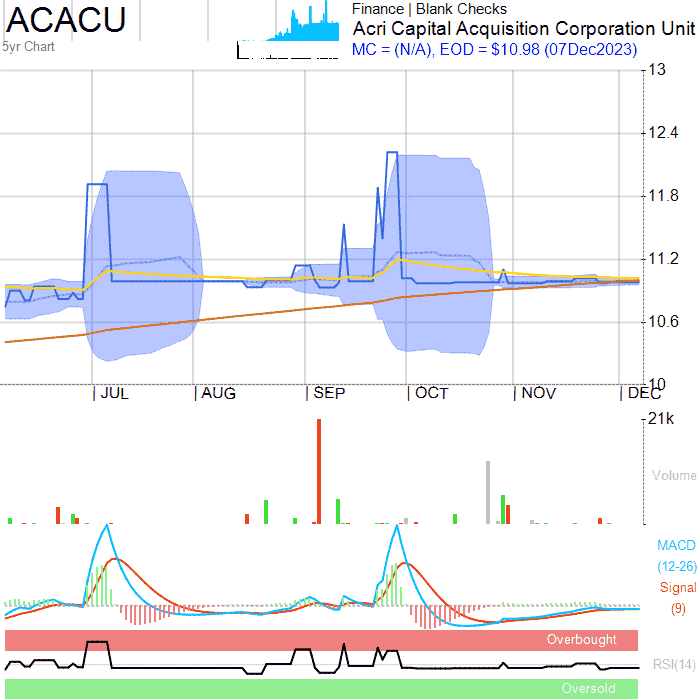 ACACU
5yr Chart
Finance | Blank Checks
Acri Capital Acquisition Corporation Unit
MC = (N/A), EOD = $10.98 (07Dec2023)
13
12.4
11.8
11.2
10.6
10
JUL AUG SEP OCT NOV DEC
21k
Volume
MACD
(12-26)
Signal
(9)
Overbought
RSI(14)
Oversold